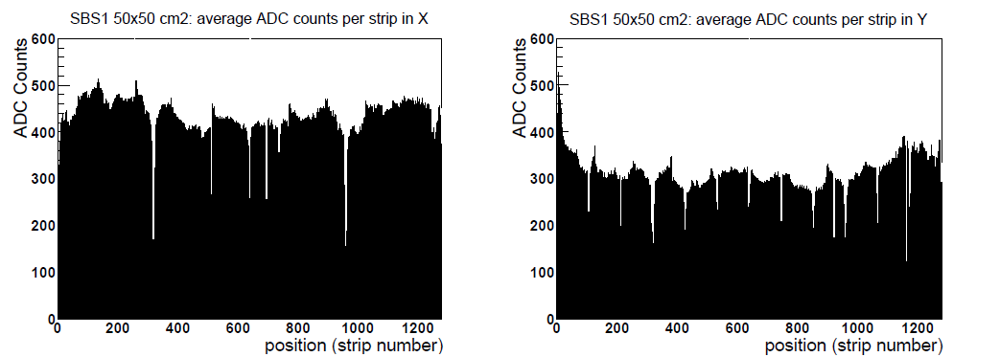 SBS1 50x50 cm2: average ADC counts per strip in X
ADC Counts
600
500
400
300
200
100
0
0 200 400 600 800 1000 1200
position (strip number)
SBS1 50x50 cm2: average ADC counts per strip in Y
ADC Counts
600
500
400
300
200
100
0
0 200 400 600 800 1000 1200
position (strip number)